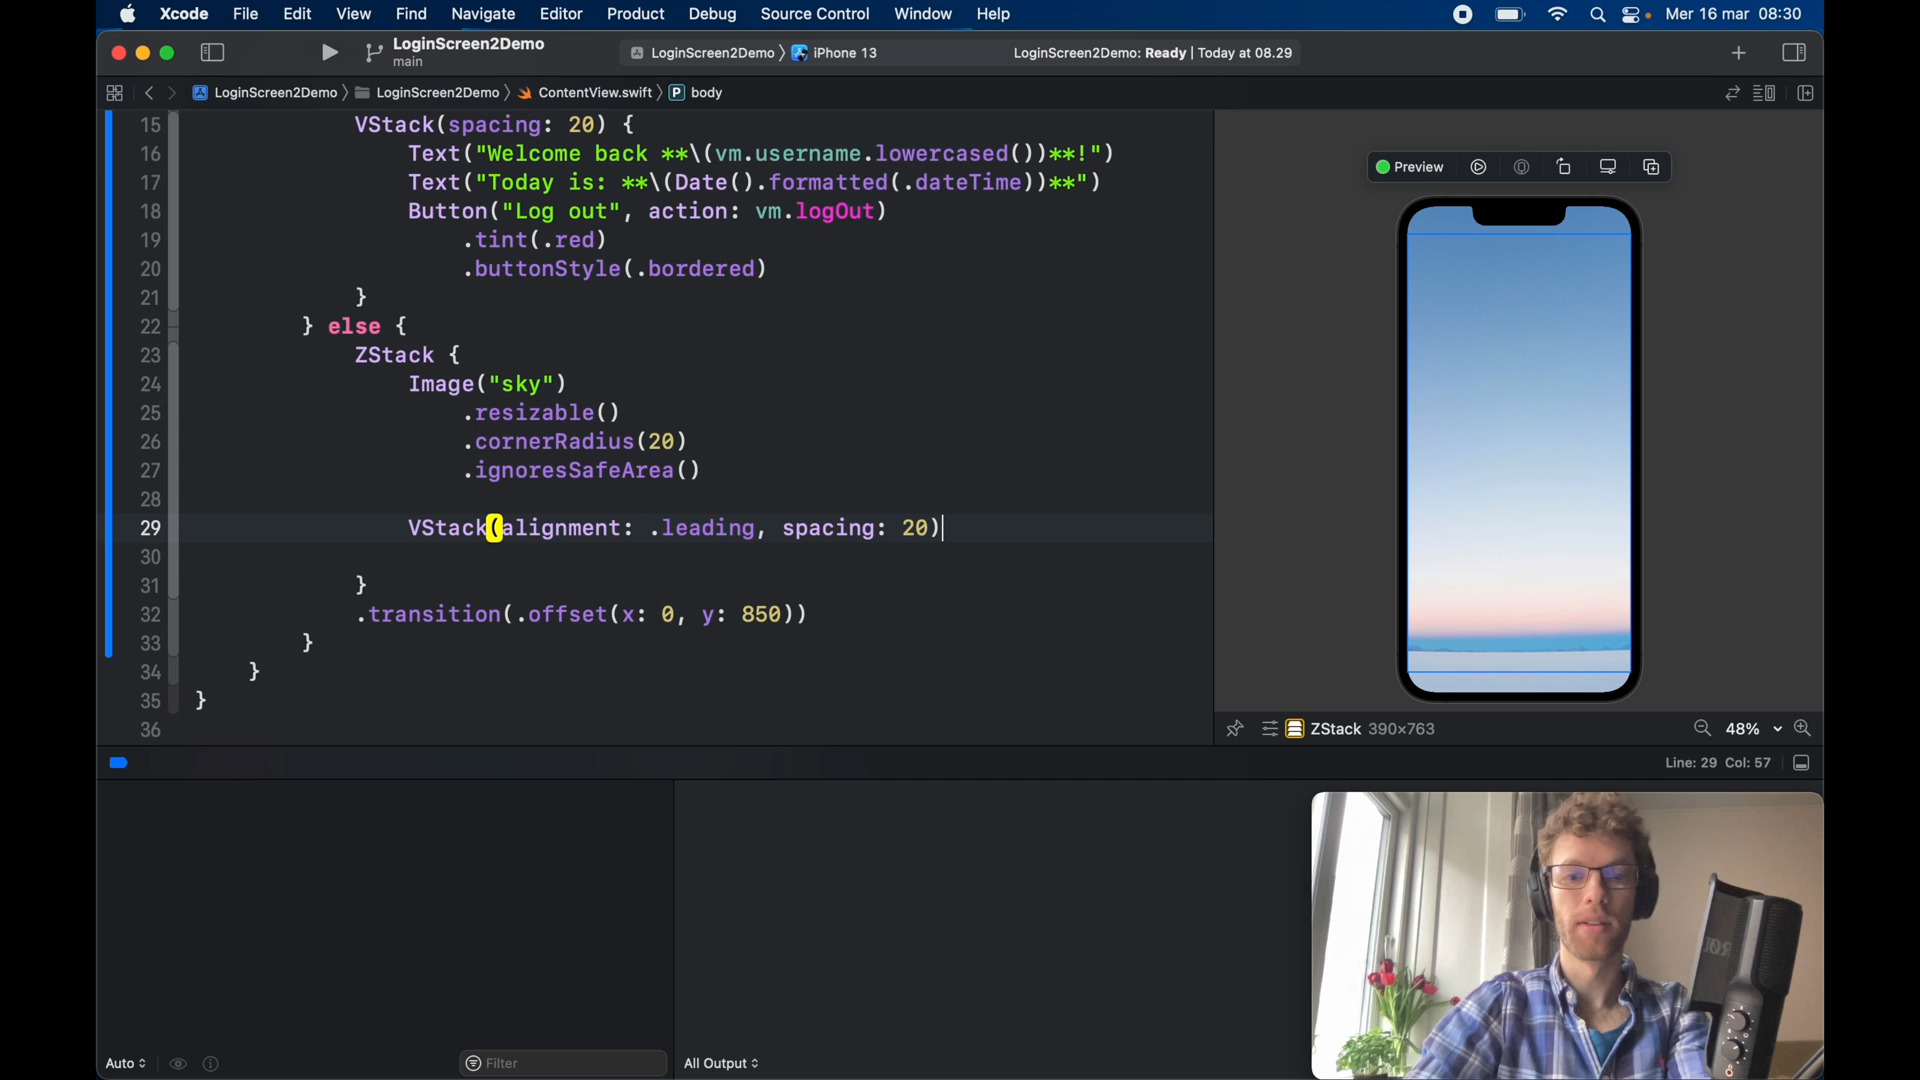 Xcode File Edit View Find Navigate Editor Product Debug Source Control Window Help Mer 16 mar 08:30
LoginScreen2Demo
main
LoginScreen2Demo iPhone 13 LoginScreen2Demo: Ready | Today at 08.29
LoginScreen2Demo LoginScreen2Demo ContentView.swift P body
15 VStack(spacing: 20) {
16 Text("Welcome back **\(vm.username.lowercased())**!")
17 Text("Today is: **\(Date().formatted(.dateTime))**")
18 Button("Log out", action: vm.logOut)
19 .tint(.red)
20 .buttonStyle(.bordered)
21 }
22 } else {
23 ZStack {
24 Image("sky")
25 .resizable()
26 .cornerRadius(20)
27 .ignoresSafeArea()
28
29 VStack(alignment: .leading, spacing: 20)
30
31 }
32 .transition(.offset(x: 0, y: 850))
33 }
34 }
35 }
36
Preview
ZStack 390×763 48%
Line: 29 Col: 57
RØDE
Auto Filter All Output